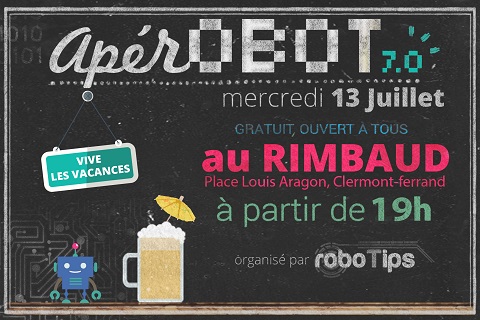 apérOBOT 7.0
mercredi 13 Juillet
GRATUIT, OUVERT À TOUS
au RIMBAUD
Place Louis Aragon, Clermont-ferrand
à partir de 19h
organisé par roboTips
VIVE
LES VACANCES